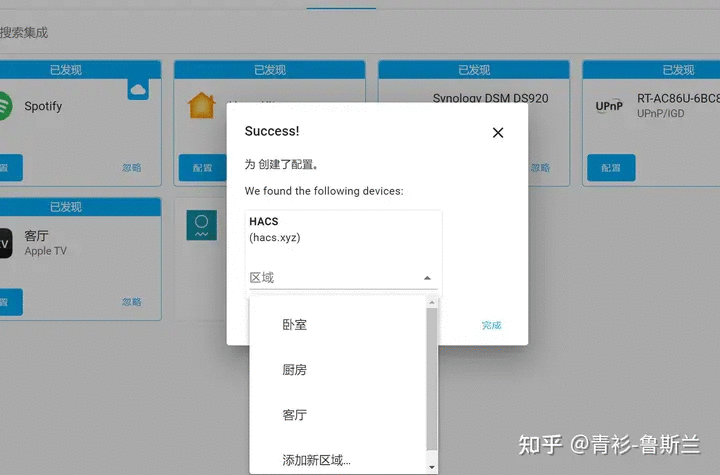 搜索集成
已发现
已发现
已发现
已发现
Spotify
Synology DSM DS920
UPnP
RT-AC86U-6BC8
UPnP/IGD
置
忽略
配置
忽略
配置
已发现
客厅
Apple TV
置
忽略
Success!
为 创建了配置。
We found the following devices:
HACS
(hacs.xyz)
区域
卧室
厨房
客厅
添加新区域...
完成
知乎 @青衫-鲁斯兰